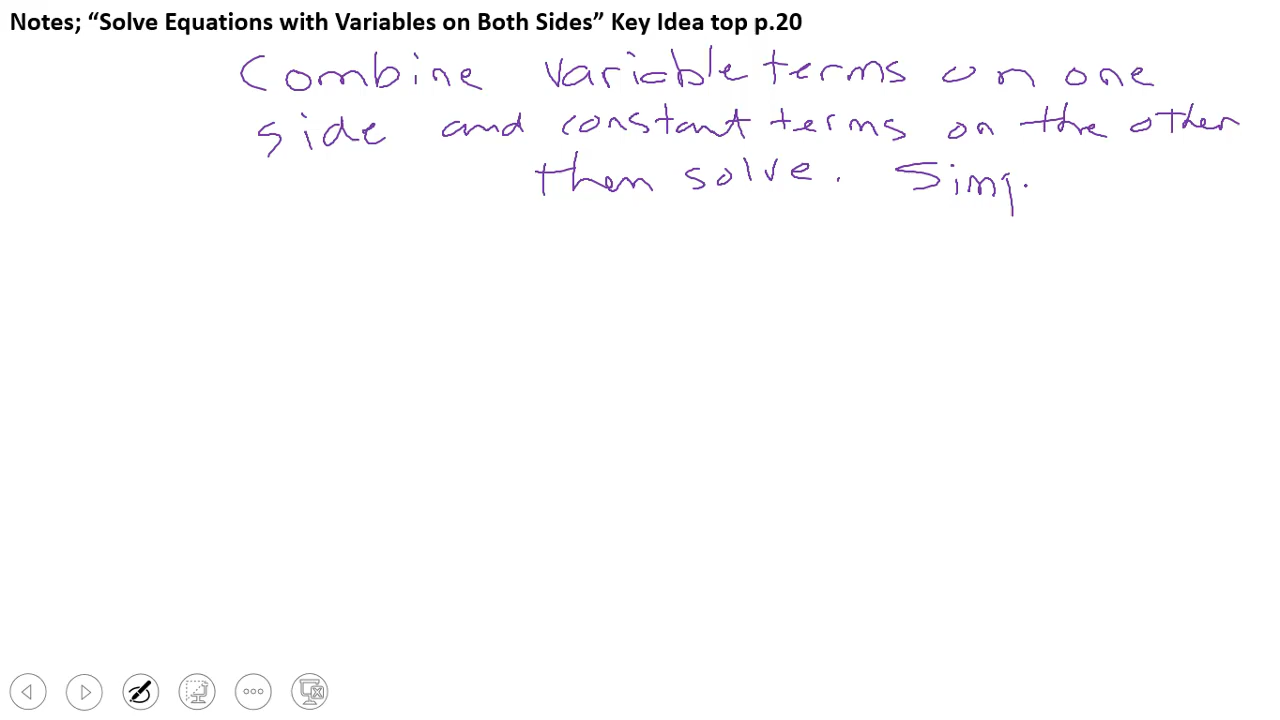 Notes; “Solve Equations with Variables on Both Sides” Key Idea top p.20
Combine variable terms on one
side and constant terms on the other
then solve. Simp